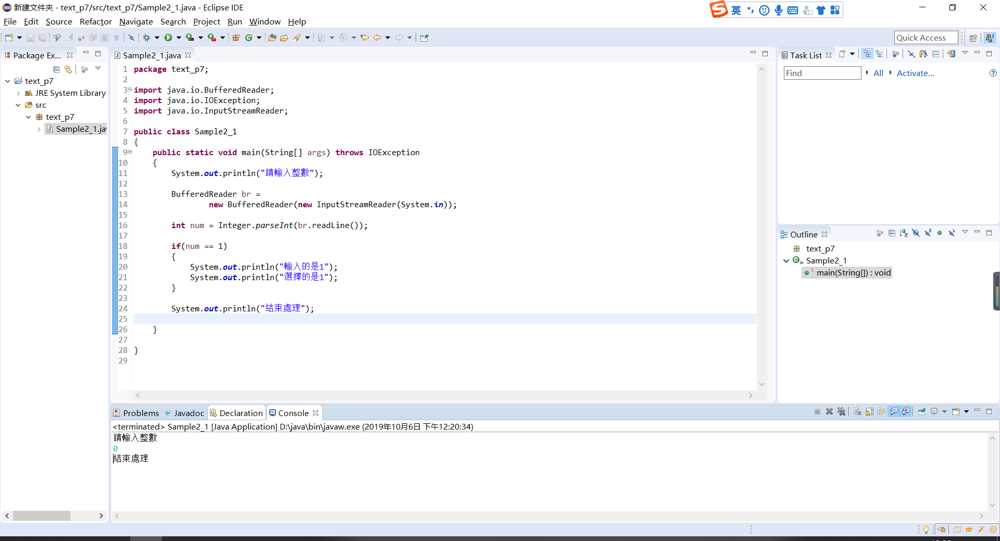 新建文件夹 - text_p7/src/text_p7/Sample2_1.java - Eclipse IDE
英
File Edit Source Refactor Navigate Search Project Run Window Help
Quick Access
Package Ex...
text_p7
JRE System Library
src
text_p7
Sample2_1.ja
Sample2_1.java
1 package text_p7;
2
3 import java.io.BufferedReader;
4 import java.io.IOException;
5 import java.io.InputStreamReader;
6
7 public class Sample2_1
8 {
9 public static void main(String[] args) throws IOException
10 {
11 System.out.println("請輸入整數");
12
13 BufferedReader br =
14 new BufferedReader(new InputStreamReader(System.in));
15
16 int num = Integer.parseInt(br.readLine());
17
18 if(num == 1)
19 {
20 System.out.println("輸入的是1");
21 System.out.println("選擇的是1");
22 }
23
24 System.out.println("結束處理");
25
26 }
27
28 }
29
Task List
Find All Activate...
Outline
text_p7
Sample2_1
main(String[]) : void
Problems Javadoc Declaration Console
<terminated> Sample2_1 [Java Application] D:\java\bin\javaw.exe (2019年10月6日 下午12:20:34)
請輸入整數
0
結束處理